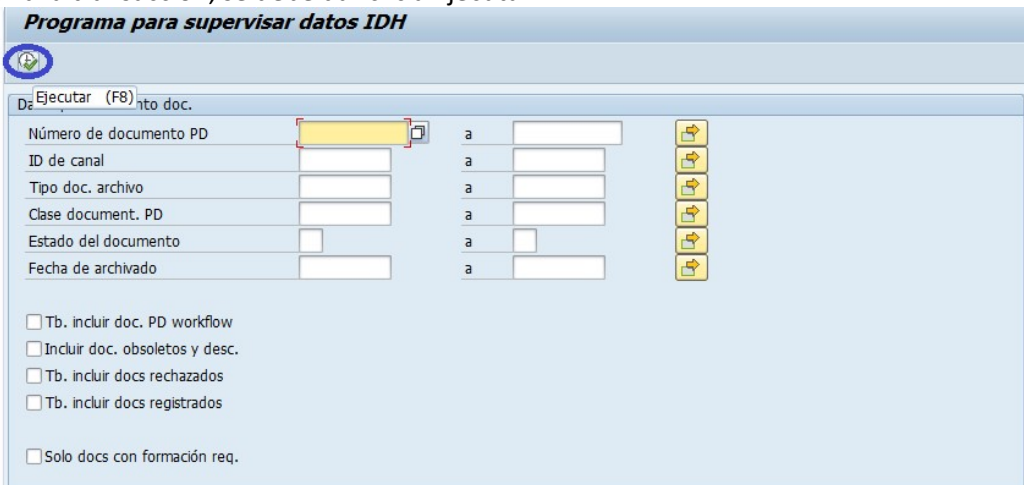 Programa para supervisar datos IDH
Ejecutar (F8)
nto doc.
Número de documento PD a
ID de canal a
Tipo doc. archivo a
Clase document. PD a
Estado del documento a
Fecha de archivado a
Tb. incluir doc. PD workflow
Incluir doc. obsoletos y desc.
Tb. incluir docs rechazados
Tb. incluir docs registrados
Solo docs con formación req.